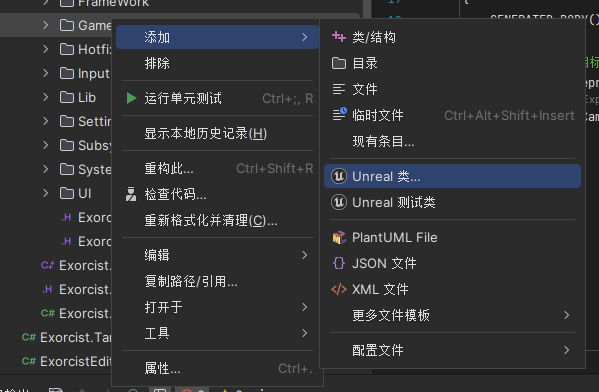 FrameWork
Game
Hotfix
Input
Lib
Settin
Subsy
Syste
UI
Exorc
Exorc
Exorcist.
Exorcist.
Exorcist.
Exorcist.Tar
ExorcistEdit
添加
排除
运行单元测试 Ctrl+;, R
显示本地历史记录(H)
重构此... Ctrl+Shift+R
检查代码...
重新格式化并清理(C)...
编辑
复制路径/引用...
打开于
工具
属性... Ctrl+.
类/结构
目录
文件
临时文件 Ctrl+Alt+Shift+Insert
现有条目...
Unreal 类...
Unreal 测试类
PlantUML File
JSON 文件
XML 文件
更多文件模板
配置文件
17
18
{
GENERATED_BODY()